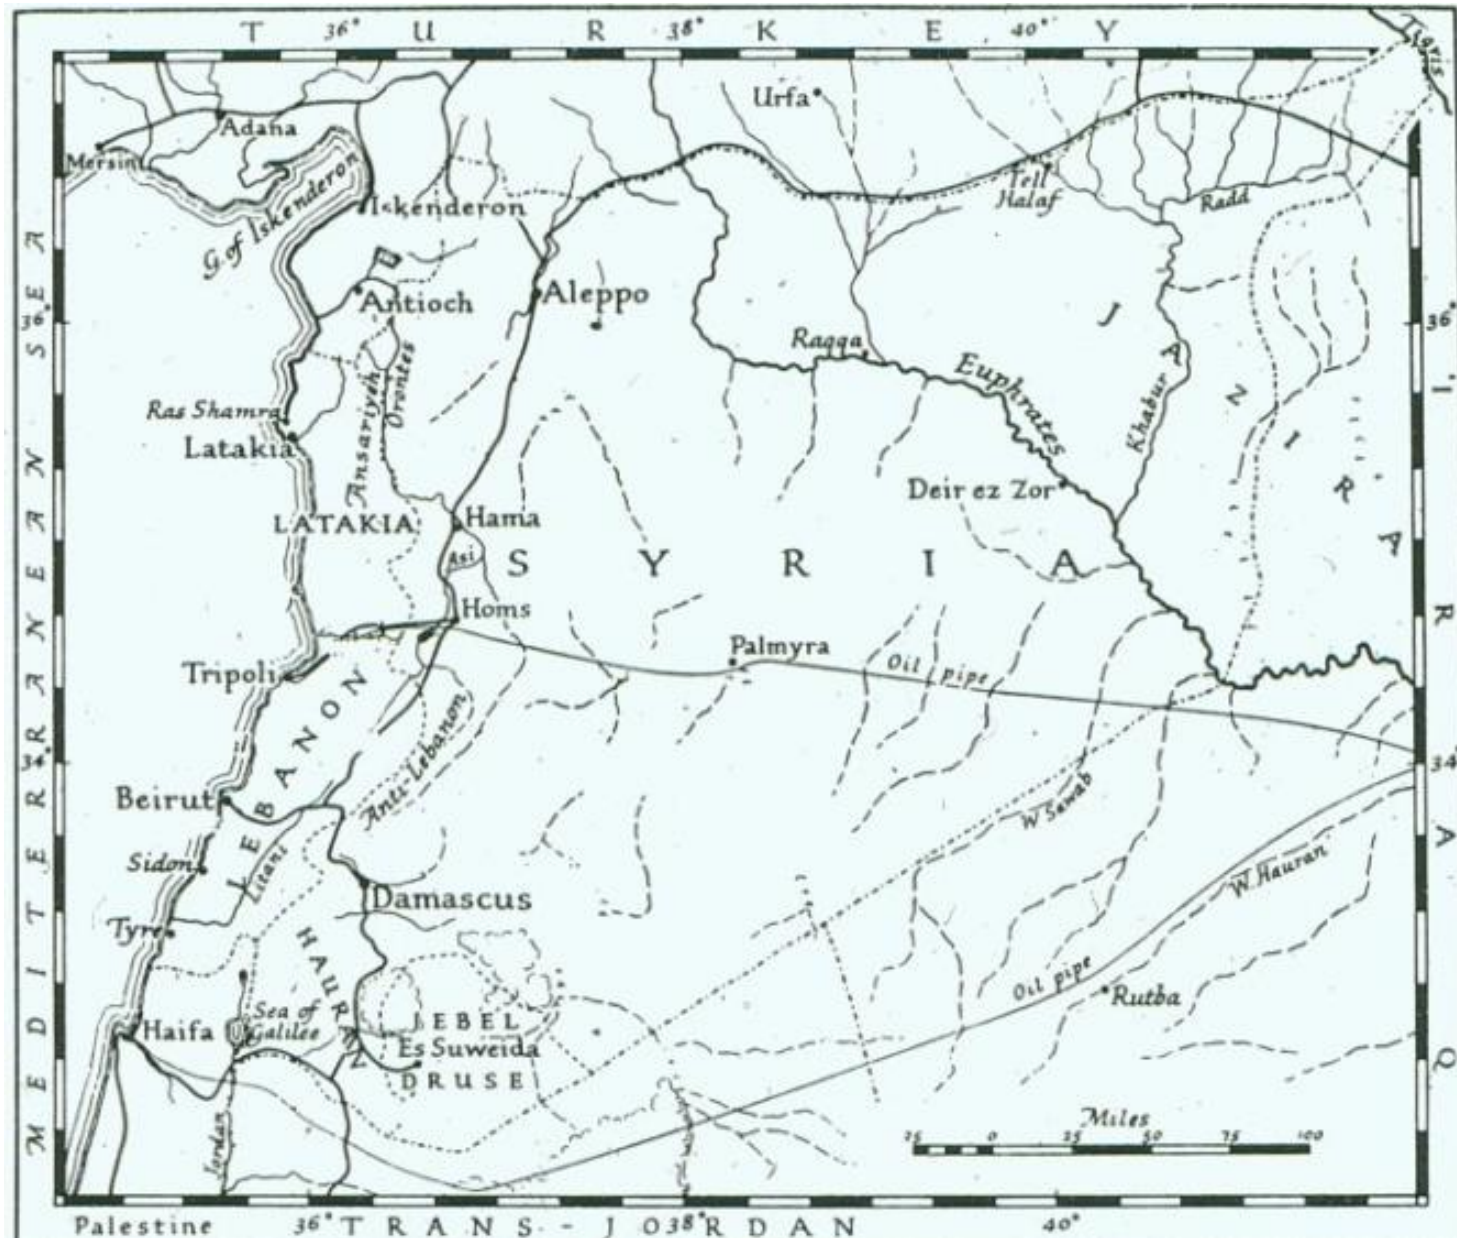 TURKEY
36° 38° 40°
Tigris
Urfa
Adana
Mersin
G of Iskenderon
Iskenderon
Tell
Halaf
Radd
Antioch
Aleppo
36° 36°
Raqqa
Euphrates
JAZIRA
Khabur
Orontes
Ansariyeh
Ras Shamra
Latakia
Deir ez Zor
LATAKIA
Hama
Asi
SYRIA
Homs
Palmyra
Oil pipe
Tripoli
LEBANON
Anti-Lebanon
34° 34°
Beirut
W Sawab
Sidon
Litani
Damascus
W Hauran
Tyre
HAURAN
Oil pipe
Rutba
Haifa
Sea of
Galilee
JEBEL
Es Suweida
DRUSE
Jordan
Miles
25 0 25 50 75 100
MEDITERRANEAN SEA
IRAQ
Palestine 36° TRANS-JORDAN 38° 40°